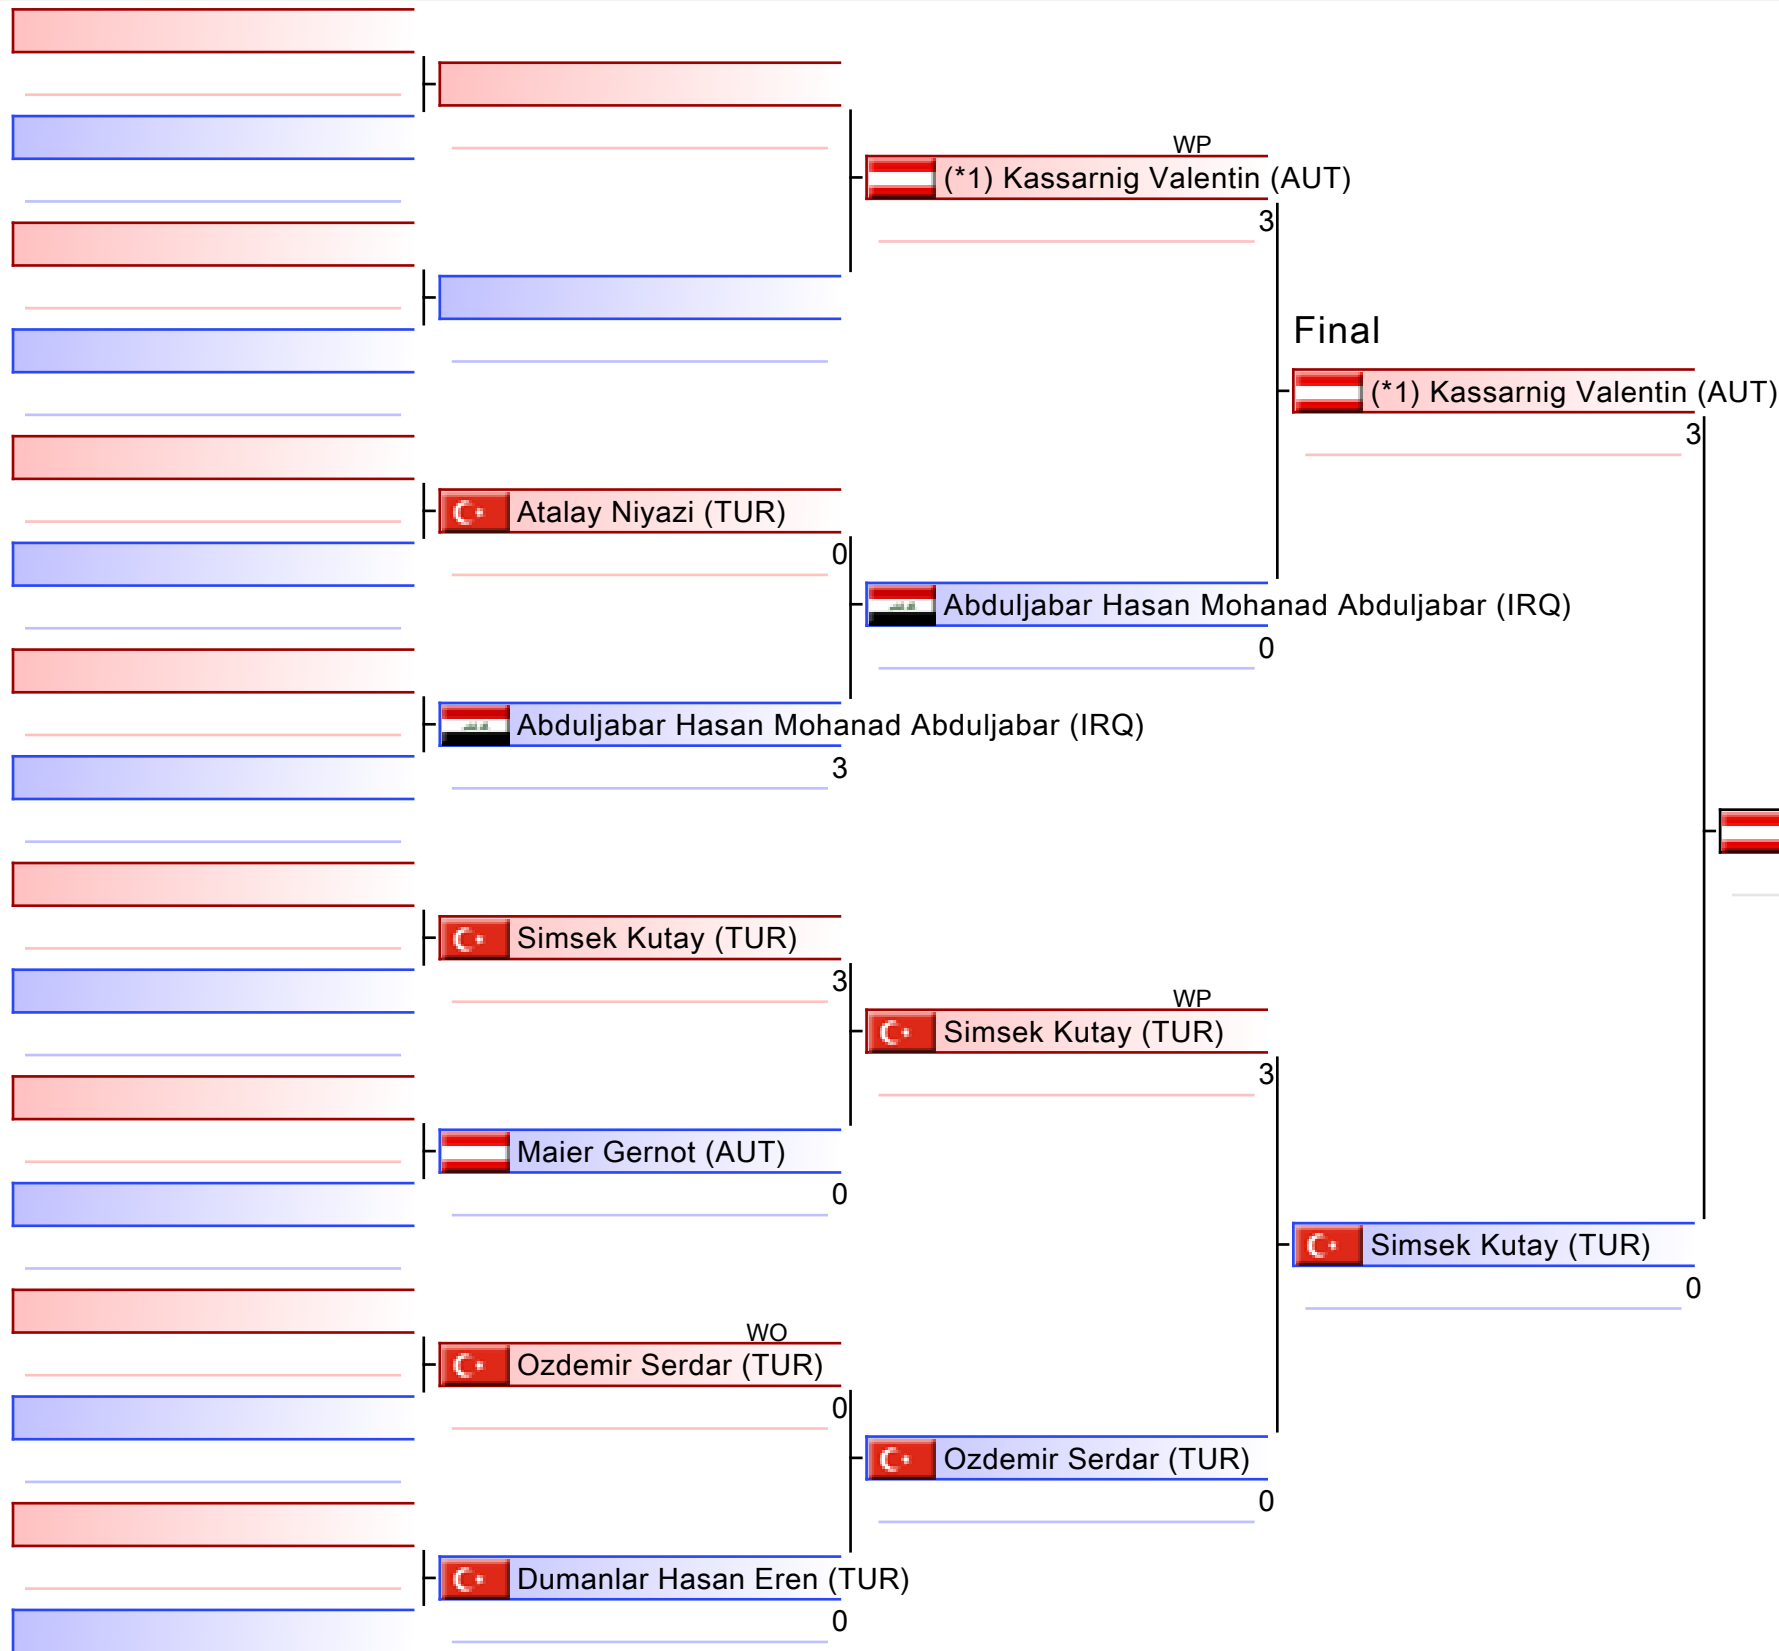 WP
(*1) Kassarnig Valentin (AUT)
3
Final
(*1) Kassarnig Valentin (AUT)
3
Atalay Niyazi (TUR)
0
Abduljabar Hasan Mohanad Abduljabar (IRQ)
0
Abduljabar Hasan Mohanad Abduljabar (IRQ)
3
Simsek Kutay (TUR)
3
WP
Simsek Kutay (TUR)
3
Maier Gernot (AUT)
0
Simsek Kutay (TUR)
0
WO
Ozdemir Serdar (TUR)
0
Ozdemir Serdar (TUR)
0
Dumanlar Hasan Eren (TUR)
0